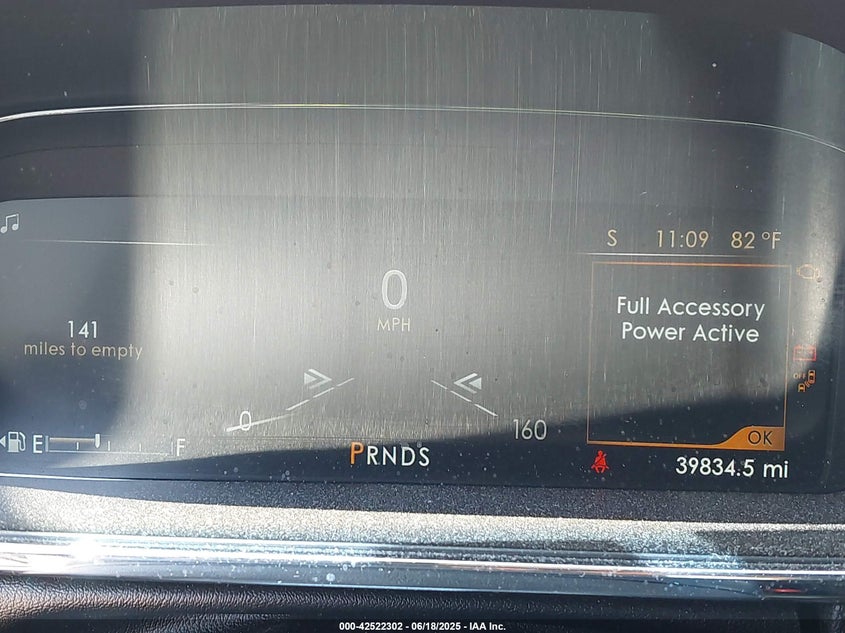 S 11:09 82°F
0
MPH
Full Accessory
Power Active
141
miles to empty
0
160
E F
PRNDS
OK
39834.5 mi
OFF
000-42522302 - 06/18/2025 - IAA Inc.